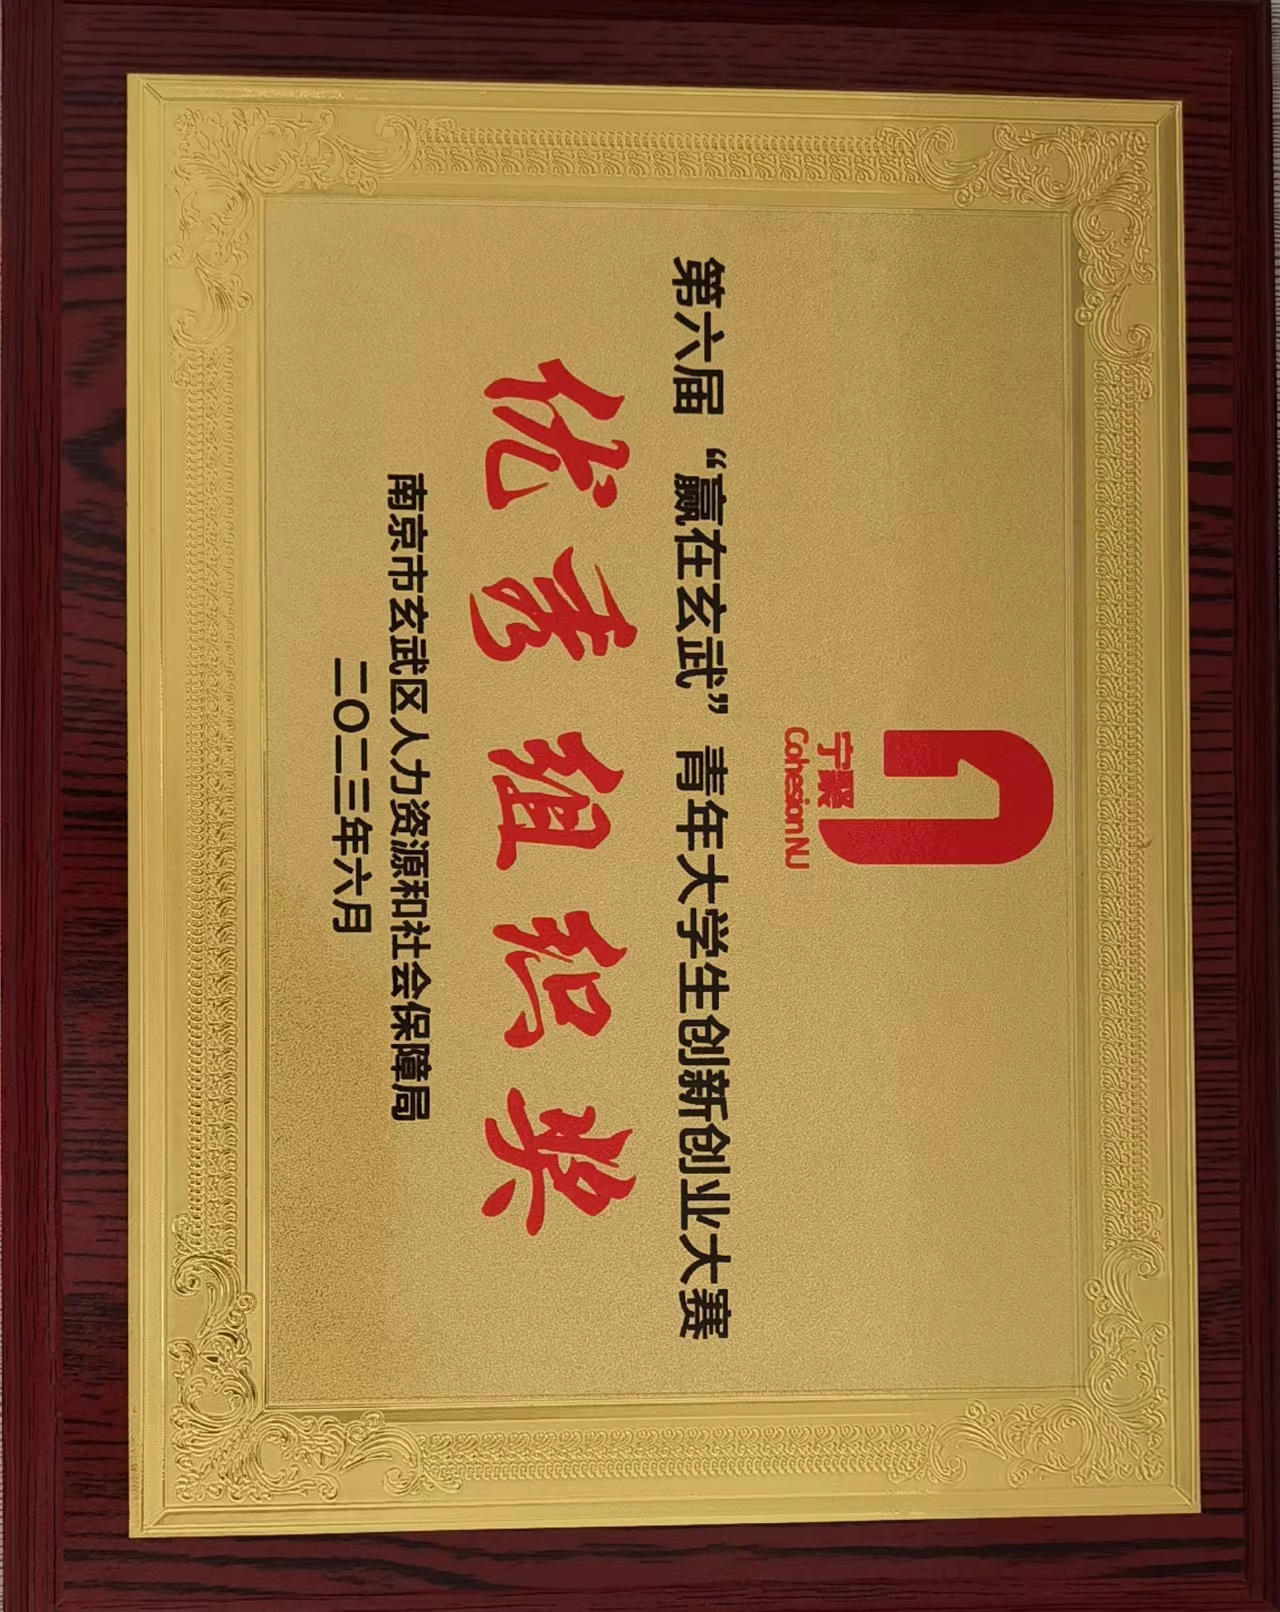 宁聚
Cohesion NJ
第六届“赢在玄武”青年大学生创新创业大赛
优秀组织奖
南京市玄武区人力资源和社会保障局
二〇二三年六月